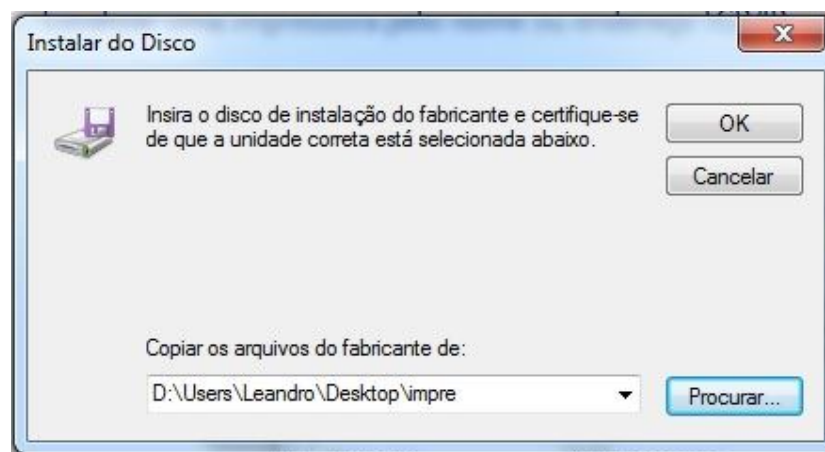 Instalar do Disco
Insira o disco de instalação do fabricante e certifique-se
de que a unidade correta está selecionada abaixo.
OK
Cancelar
Copiar os arquivos do fabricante de:
D:\Users\Leandro\Desktop\impre
Procurar...